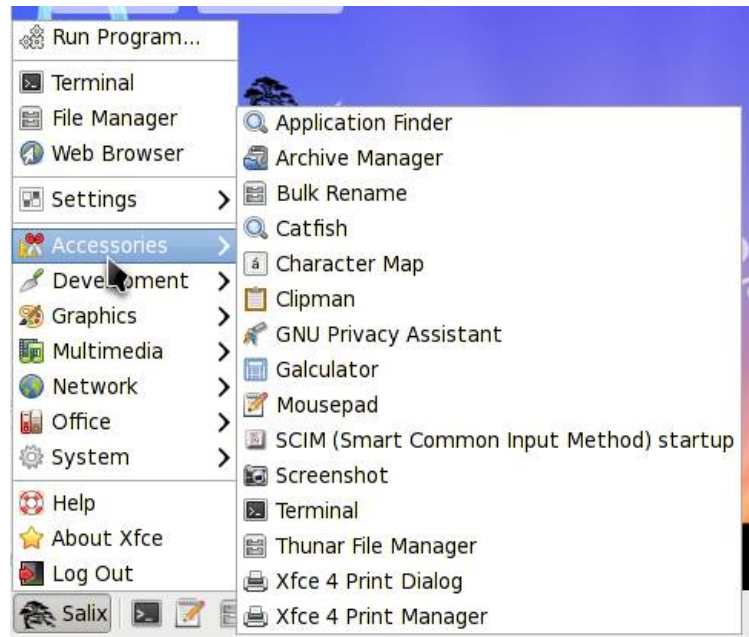 Run Program...
Terminal
File Manager
Web Browser
Settings
Accessories
Development
Graphics
Multimedia
Network
Office
System
Help
About Xfce
Log Out
Salix
Application Finder
Archive Manager
Bulk Rename
Catfish
Character Map
Clipman
GNU Privacy Assistant
Galculator
Mousepad
SCIM (Smart Common Input Method) startup
Screenshot
Terminal
Thunar File Manager
Xfce 4 Print Dialog
Xfce 4 Print Manager